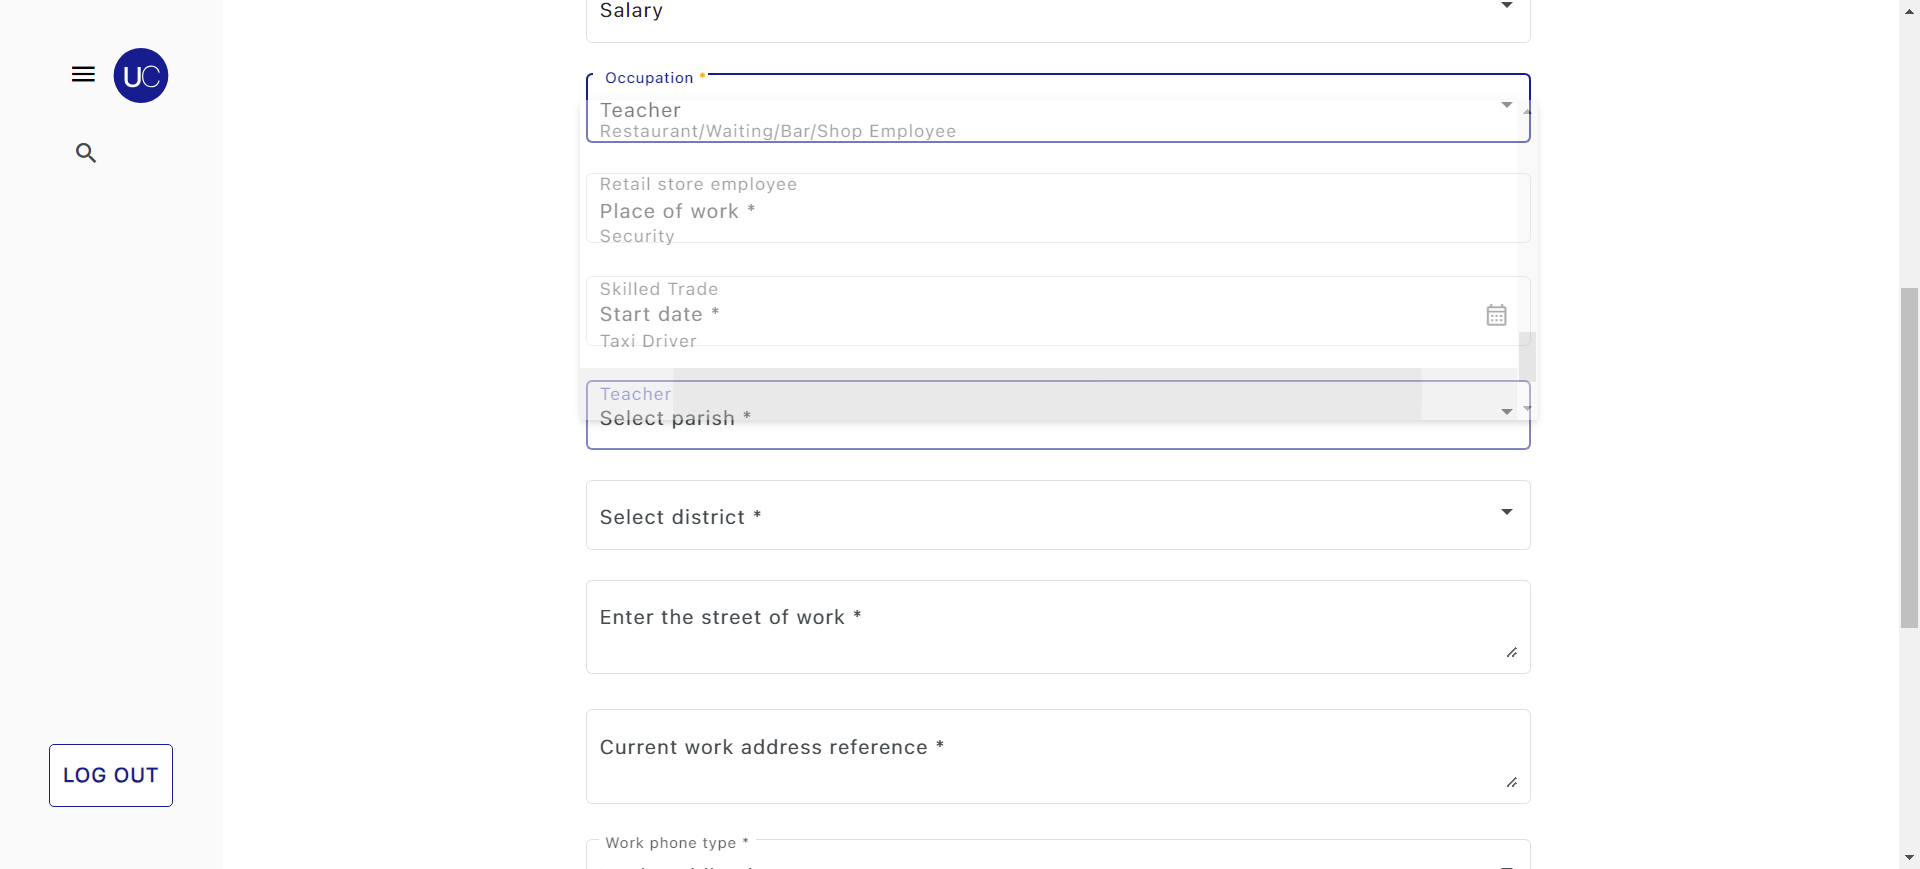 UC
LOG OUT
Salary
Occupation *
Teacher
Restaurant/Waiting/Bar/Shop Employee
Retail store employee
Place of work *
Security
Skilled Trade
Start date *
Taxi Driver
Teacher
Select parish *
Select district *
Enter the street of work *
Current work address reference *
Work phone type *